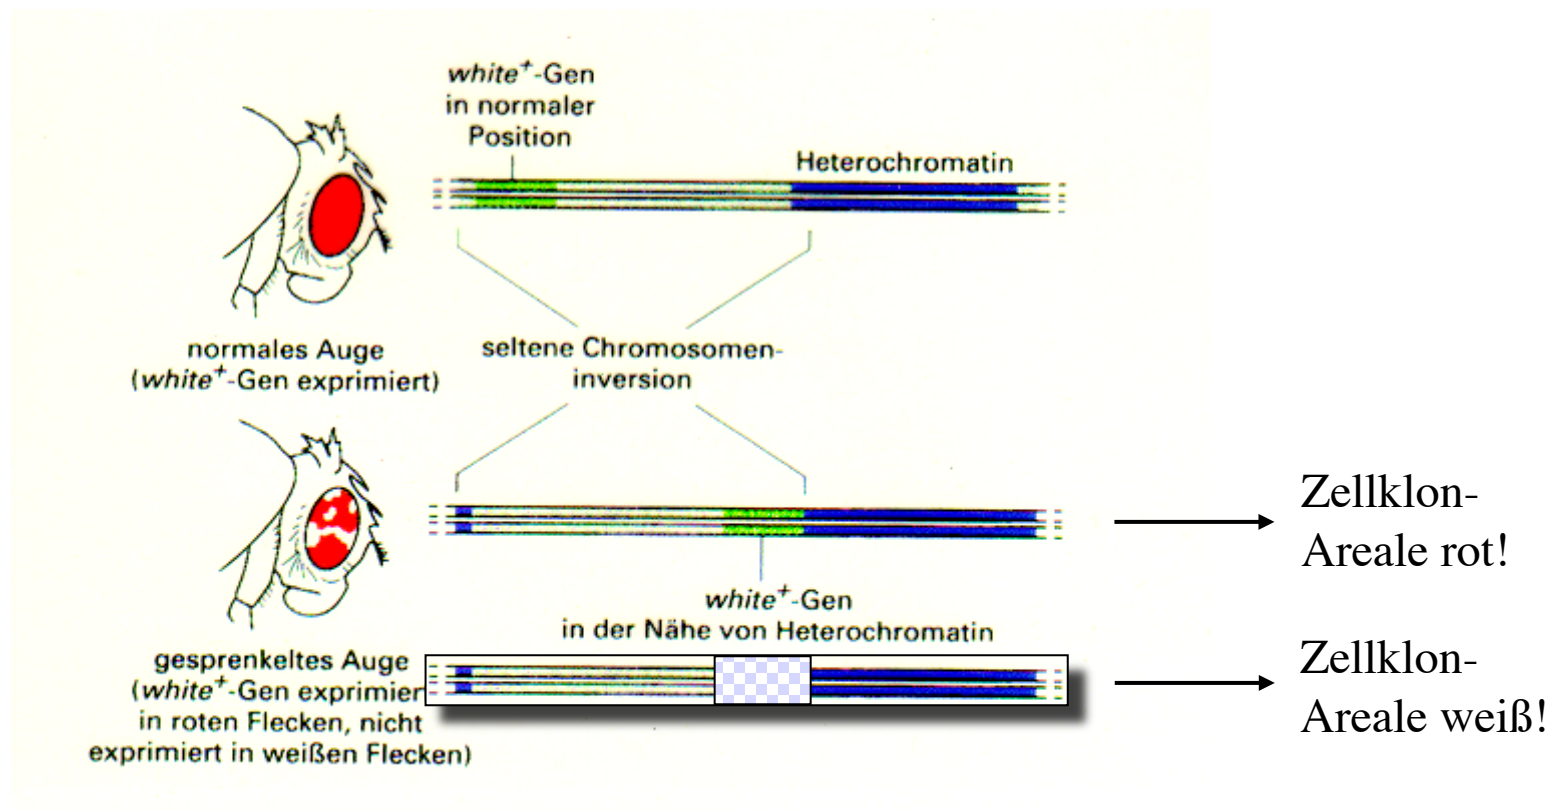 white⁺-Gen
in normaler
Position
Heterochromatin
normales Auge
(white⁺-Gen exprimiert)
seltene Chromosomen-
inversion
Zellklon-
Areale rot!
white⁺-Gen
in der Nähe von Heterochromatin
gesprenkeltes Auge
(white⁺-Gen exprimier
in roten Flecken, nicht
exprimiert in weißen Flecken)
Zellklon-
Areale weiß!